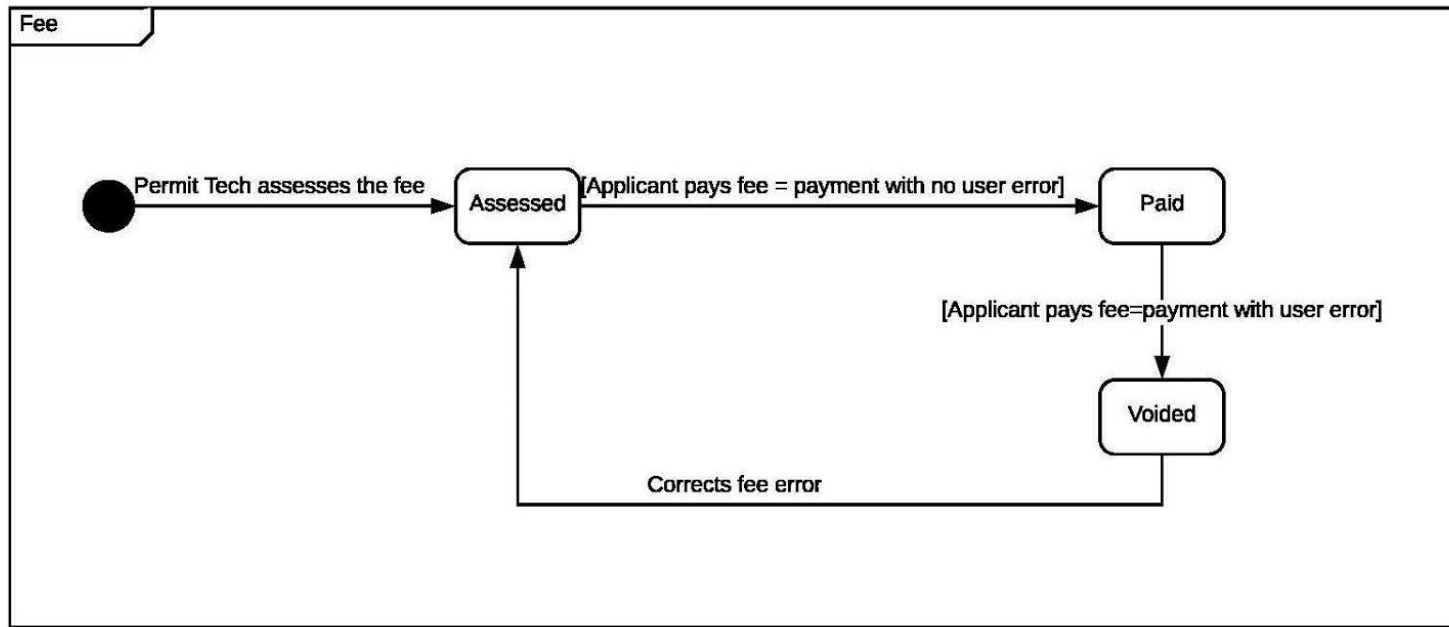 Fee
Permit Tech assesses the fee
Assessed
[Applicant pays fee = payment with no user error]
Paid
[Applicant pays fee=payment with user error]
Voided
Corrects fee error